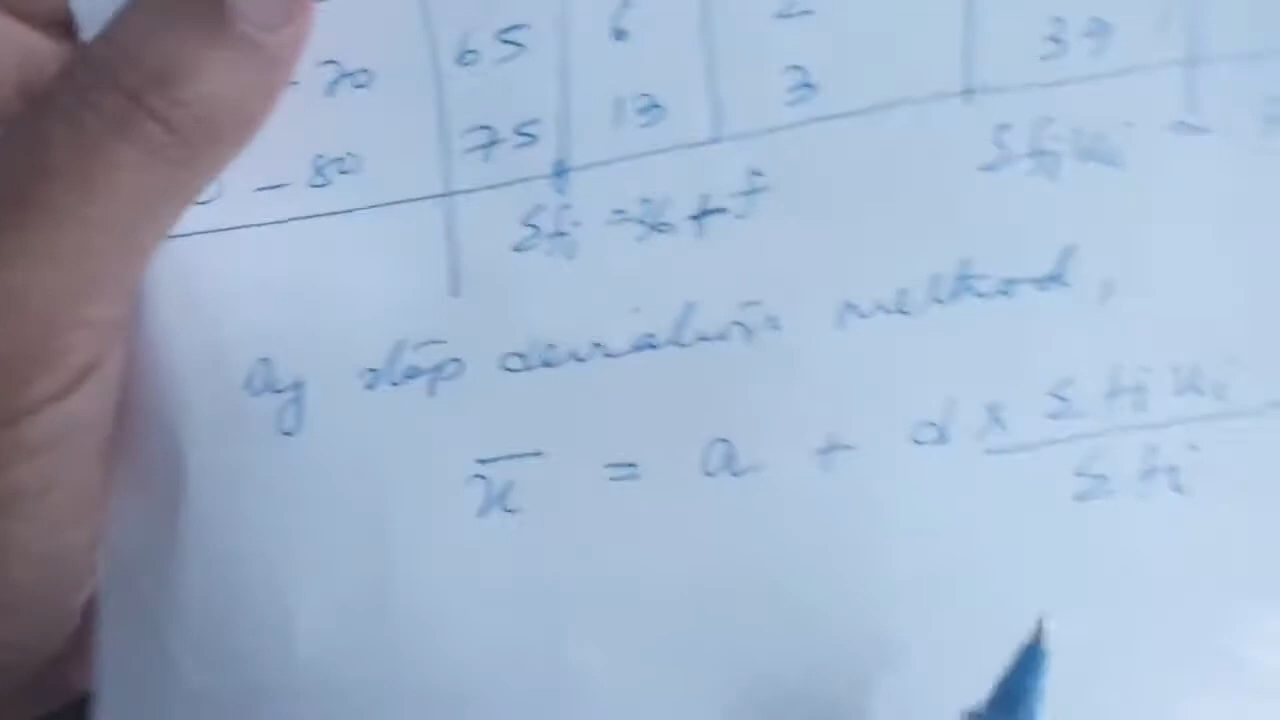 65 6 2
- 70 39
75 13 3
- 80
Σfi = 36 + f Σfiui =
By step deviation method,
x̄ = a + d × Σfiui
Σfi